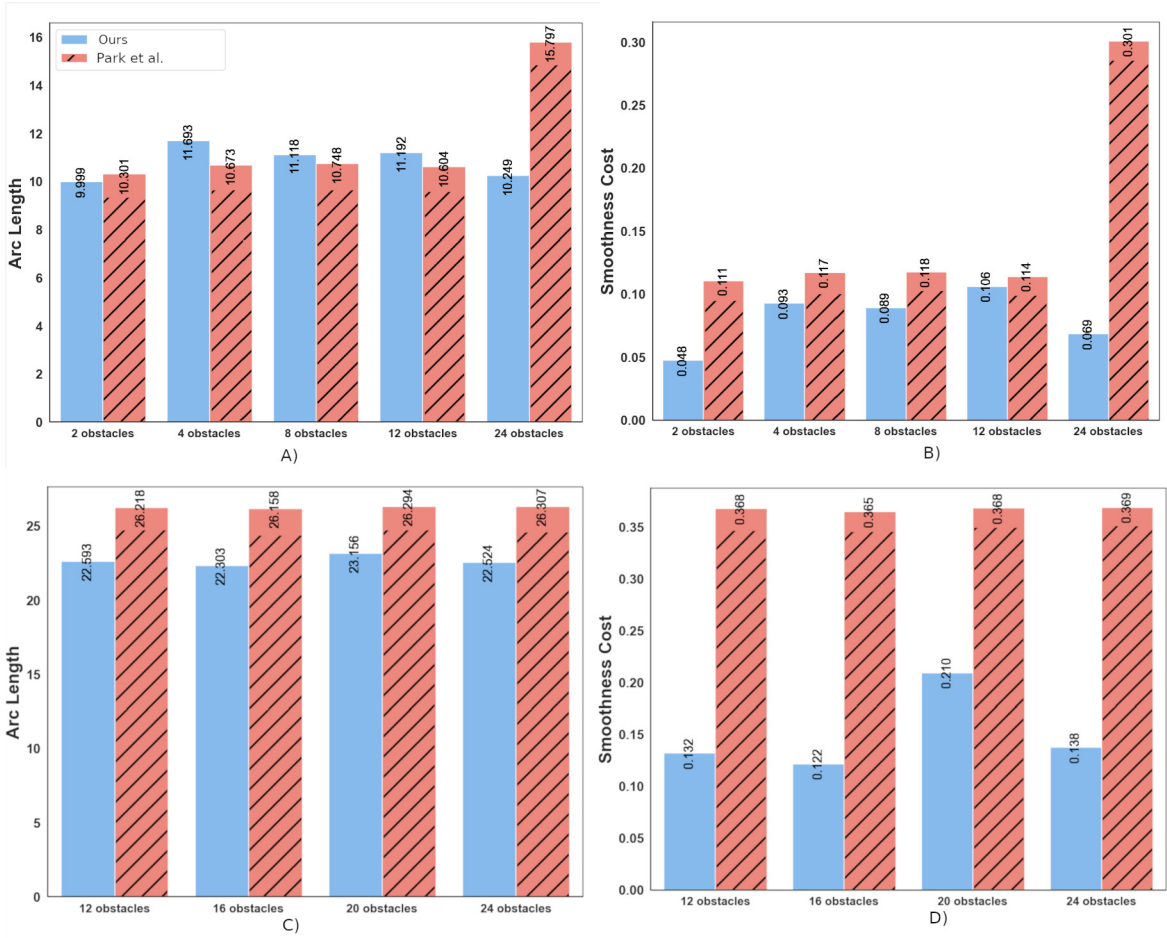 Ours
Park et al.
Arc Length
16
14
12
10
8
6
4
2
0
9.999
10.301
11.693
10.673
11.118
10.748
11.192
10.604
10.249
15.797
2 obstacles
4 obstacles
8 obstacles
12 obstacles
24 obstacles
A)
Smoothness Cost
0.30
0.25
0.20
0.15
0.10
0.05
0.00
0.048
0.111
0.093
0.117
0.089
0.118
0.106
0.114
0.069
0.301
2 obstacles
4 obstacles
8 obstacles
12 obstacles
24 obstacles
B)
Arc Length
25
20
15
10
5
0
22.593
26.218
22.303
26.158
23.156
26.294
22.524
26.307
12 obstacles
16 obstacles
20 obstacles
24 obstacles
C)
Smoothness Cost
0.35
0.30
0.25
0.20
0.15
0.10
0.05
0.00
0.132
0.368
0.122
0.365
0.210
0.368
0.138
0.369
12 obstacles
16 obstacles
20 obstacles
24 obstacles
D)